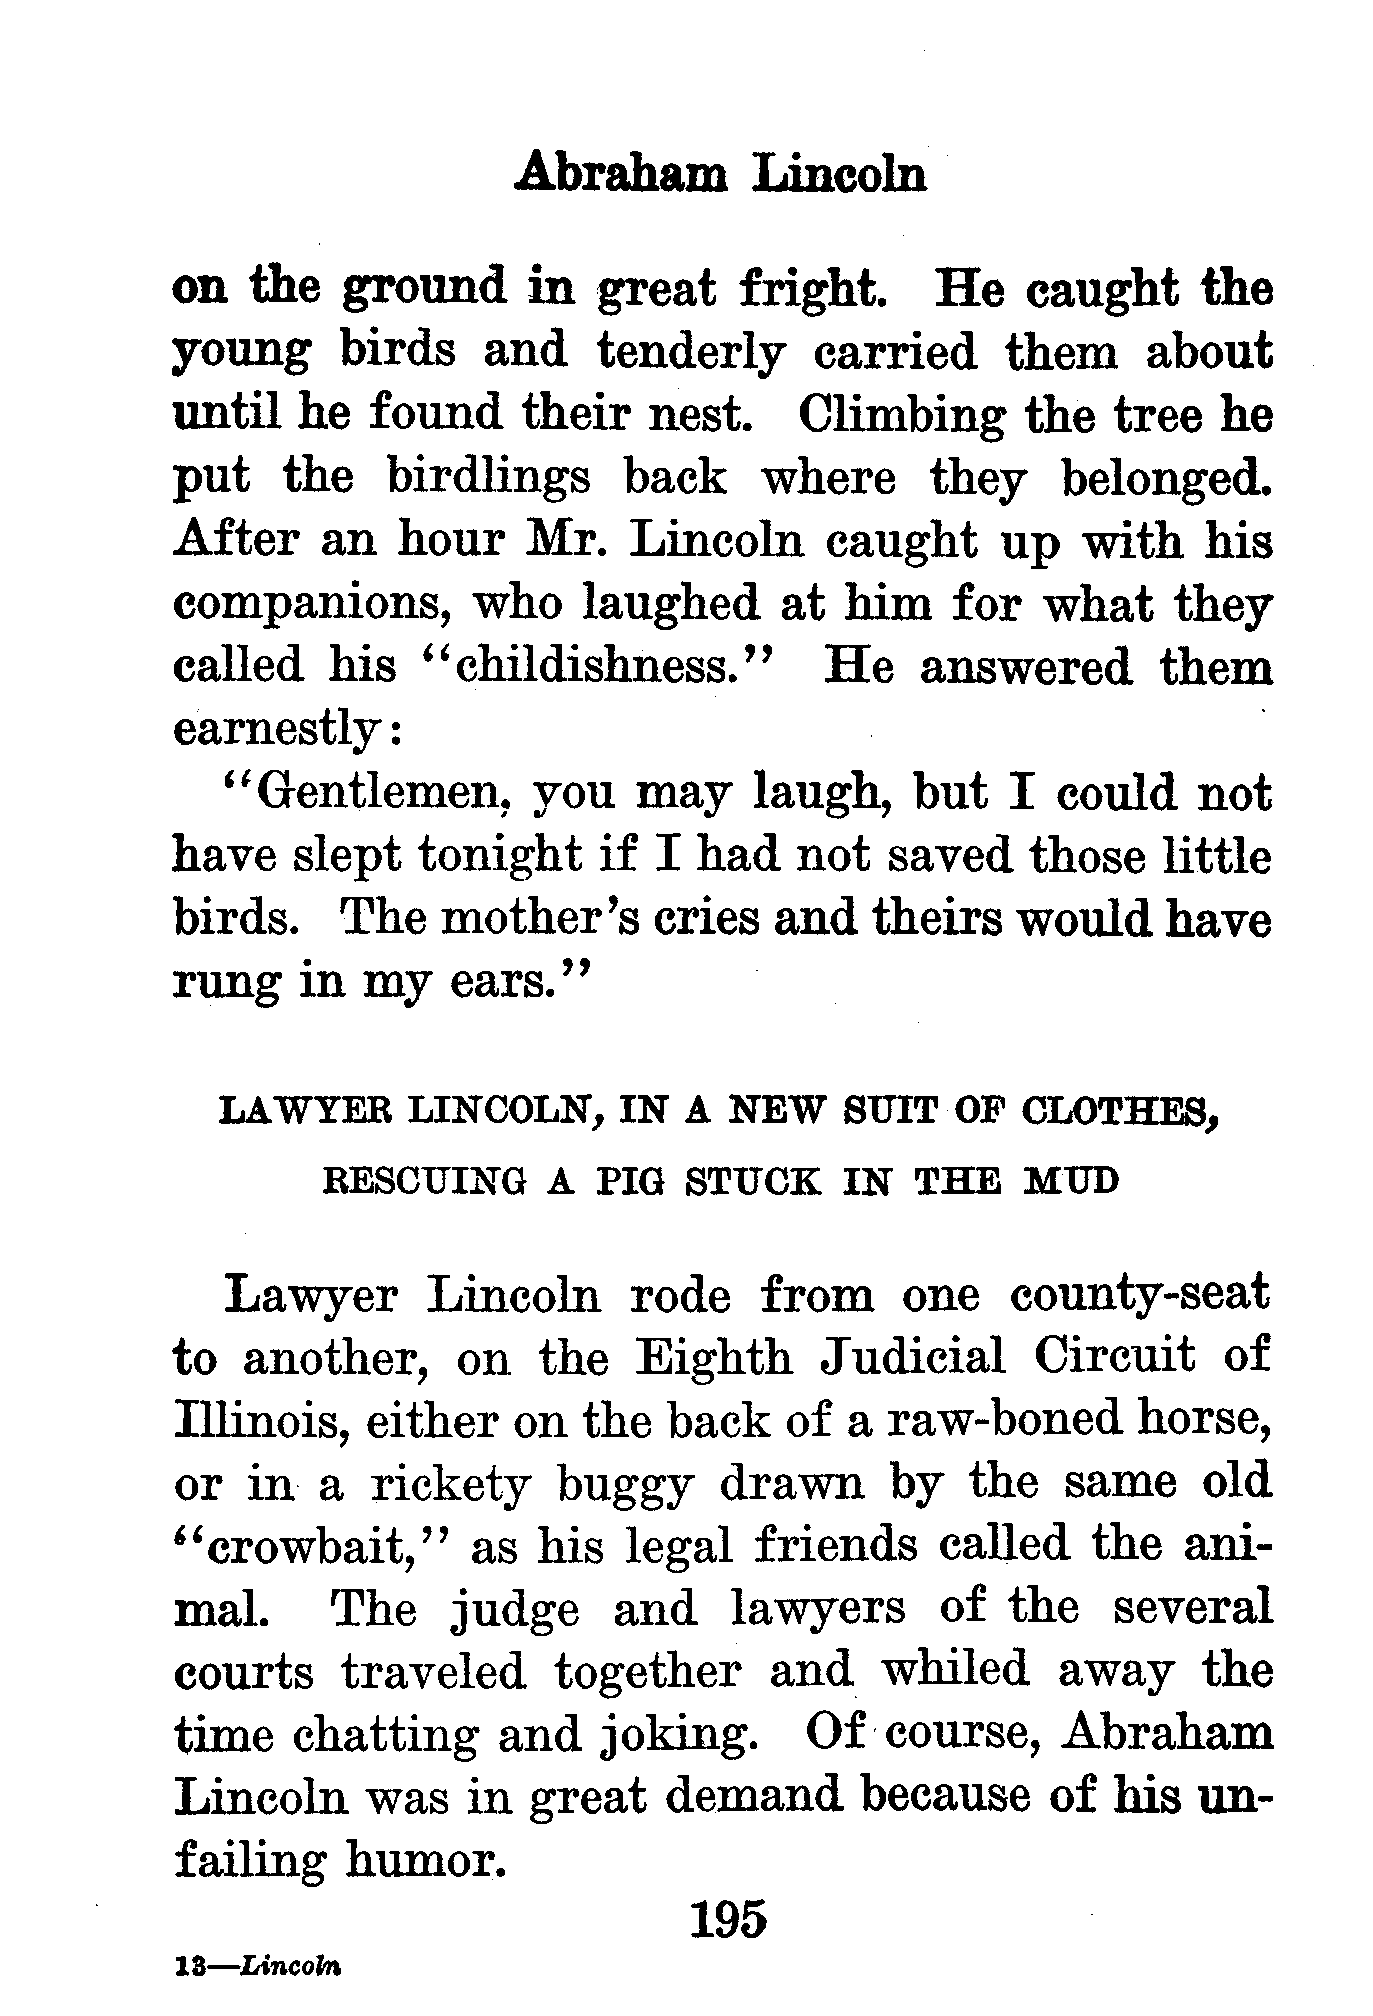 Abraham Lincoln
on the ground in great fright. He caught the
young birds and tenderly carried them about
until he found their nest. Climbing the tree he
put the birdlings back where they belonged.
After an hour Mr. Lincoln caught up with his
companions, who laughed at him for what they
called his "childishness." He answered them
earnestly:
"Gentlemen, you may laugh, but I could not
have slept tonight if I had not saved those little
birds. The mother's cries and theirs would have
rung in my ears."
LAWYER LINCOLN, IN A NEW SUIT OF CLOTHES,
RESCUING A PIG STUCK IN THE MUD
Lawyer Lincoln rode from one county-seat
to another, on the Eighth Judicial Circuit of
Illinois, either on the back of a raw-boned horse,
or in a rickety buggy drawn by the same old
"crowbait," as his legal friends called the ani-
mal. The judge and lawyers of the several
courts traveled together and whiled away the
time chatting and joking. Of course, Abraham
Lincoln was in great demand because of his un-
failing humor.
195
13—Lincoln